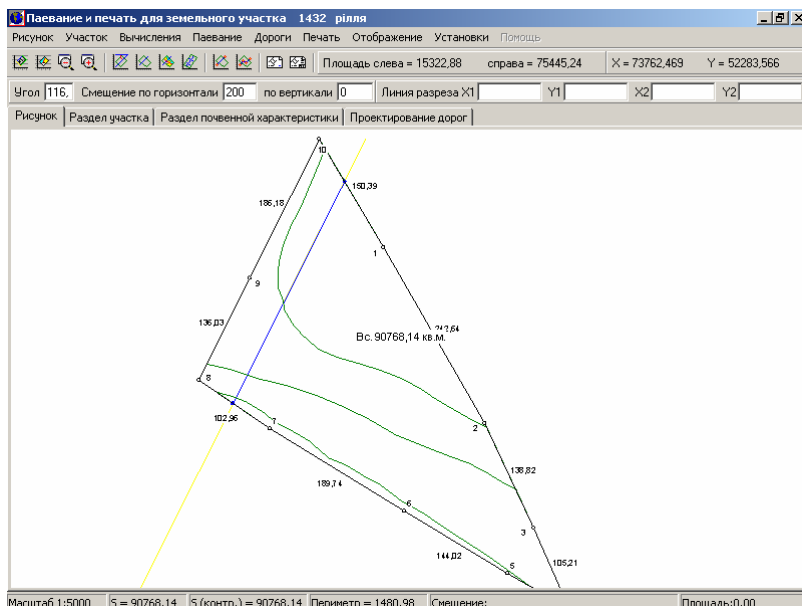 Паевание и печать для земельного участка 1432 рілля
Рисунок Участок Вычисления Паевание Дороги Печать Отображение Установки Помощь
Площадь слева = 15322,88 справа = 75445,24 X = 73762,469 Y = 52283,566
Угол 116, Смещение по горизонтали 200 по вертикали 0 Линия разреза X1 Y1 X2 Y2
Рисунок Раздел участка Раздел почвенной характеристики Проектирование дорог
10
150,39
186,18
1
9
136,03
Вс. 90768,14 кв.м.
8
102,96
7
2
138,82
189,74
6
3
144,02
105,21
5
Масштаб 1:5000 S = 90768,14 S (контр.) = 90768,14 Периметр = 1480,98 Смещение: Площадь:0,00